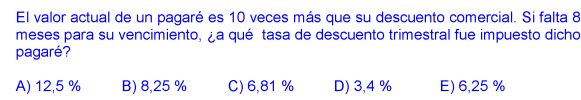 El valor actual de un pagaré es 10 veces más que su descuento comercial. Si falta 8
meses para su vencimiento, ¿a qué tasa de descuento trimestral fue impuesto dicho
pagaré?
A) 12,5 % B) 8,25 % C) 6,81 % D) 3,4 % E) 6,25 %